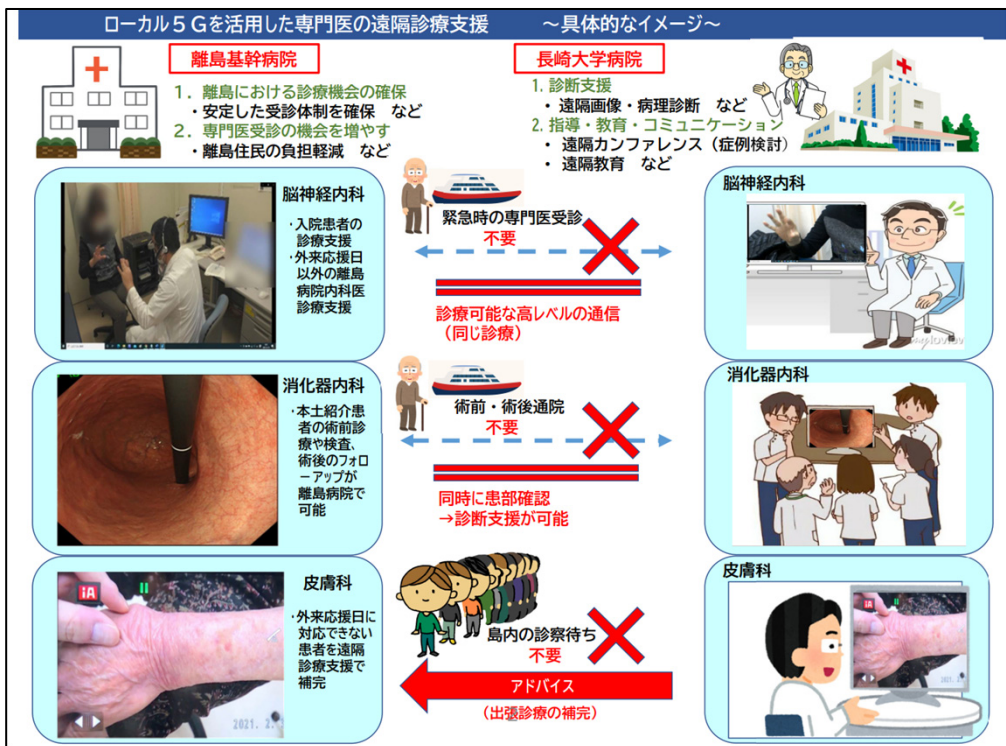 ローカル5Gを活用した専門医の遠隔診療支援 ～具体的なイメージ～
離島基幹病院
1．離島における診療機会の確保
・安定した受診体制を確保 など
2．専門医受診の機会を増やす
・離島住民の負担軽減 など
長崎大学病院
1. 診断支援
・ 遠隔画像・病理診断 など
2. 指導・教育・コミュニケーション
・ 遠隔カンファレンス（症例検討）
・ 遠隔教育 など
脳神経内科
・入院患者の
診療支援
・外来応援日
以外の離島
病院内科医
診療支援
緊急時の専門医受診
不要
診療可能な高レベルの通信
（同じ診療）
脳神経内科
消化器内科
・本土紹介患
者の術前診
療や検査、
術後のフォロ
ーアップが
離島病院で
可能
術前・術後通院
不要
同時に患部確認
→診断支援が可能
消化器内科
皮膚科
・外来応援日に
対応できない
患者を遠隔
診療支援で
補完
iA
2021. 2.
島内の診察待ち
不要
アドバイス
（出張診療の補完）
皮膚科
iA